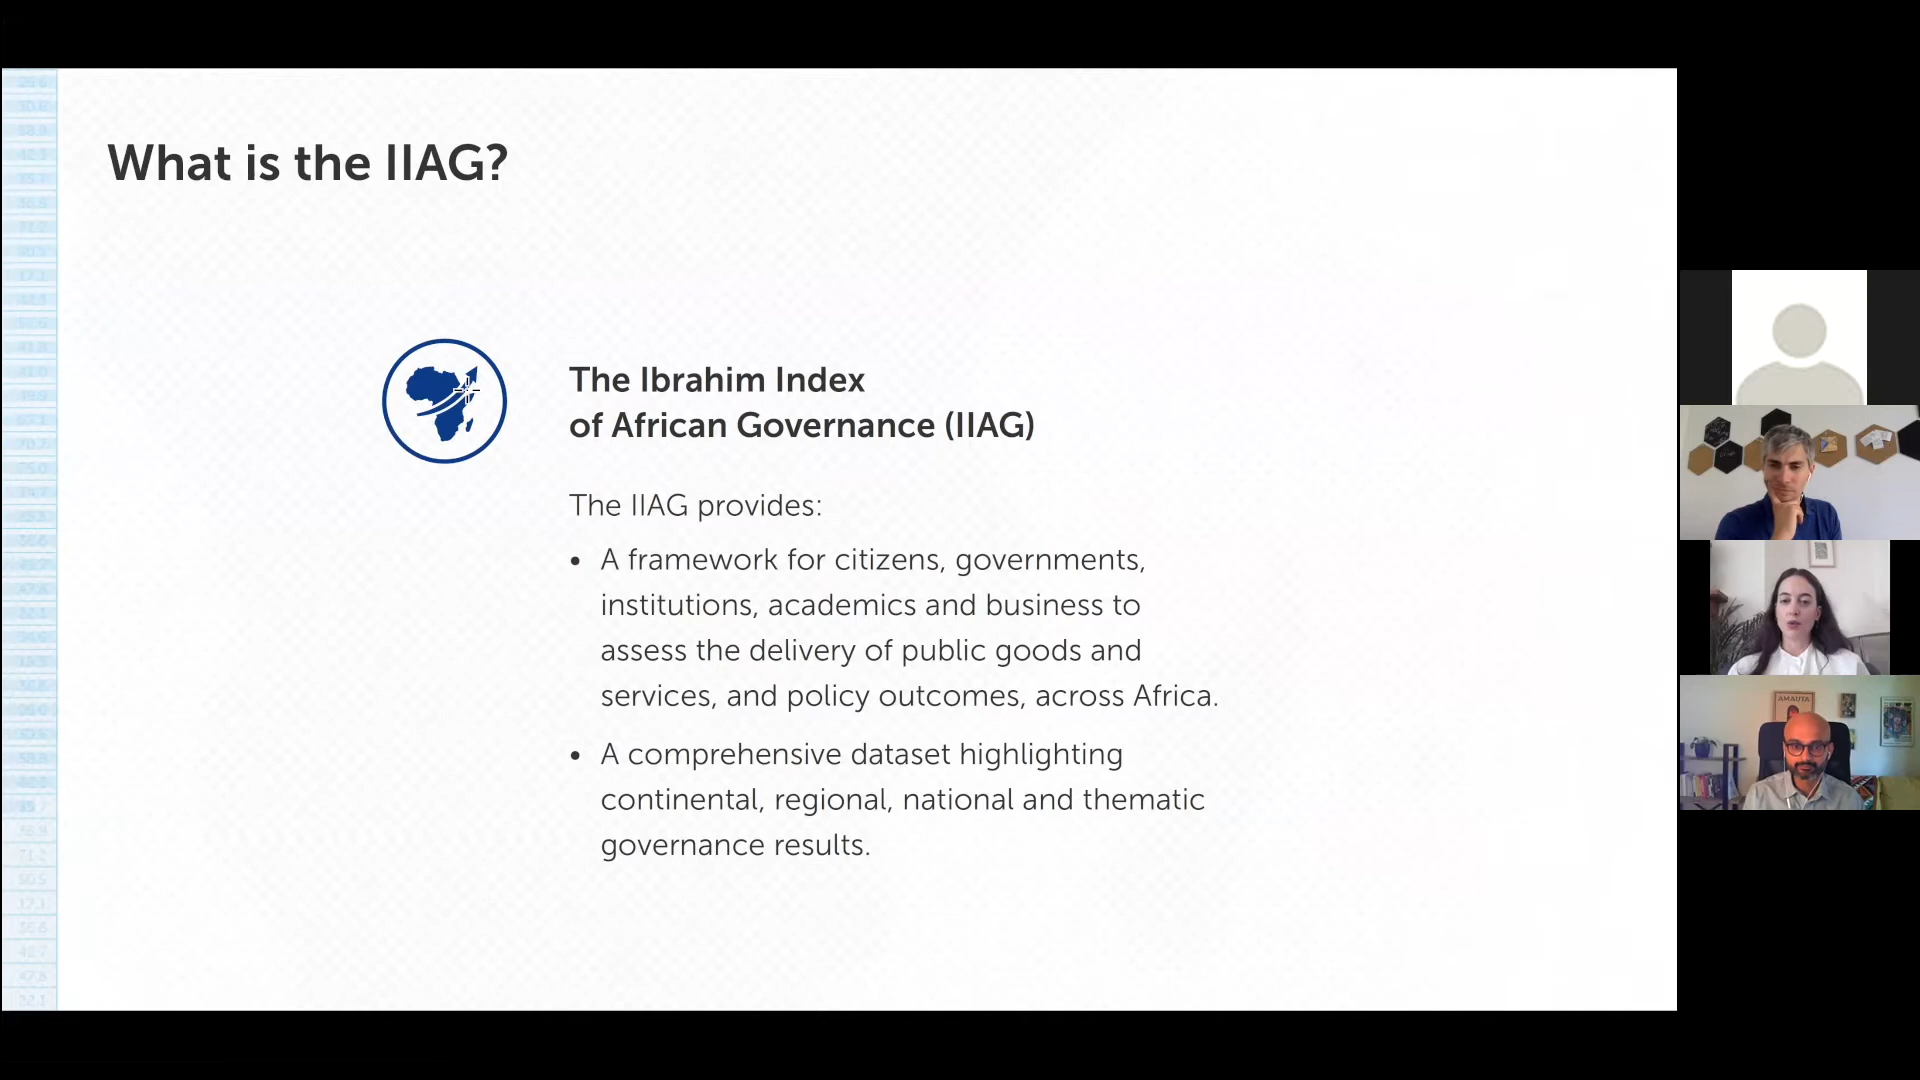 What is the IIAG?
The Ibrahim Index
of African Governance (IIAG)
The IIAG provides:
• A framework for citizens, governments,
institutions, academics and business to
assess the delivery of public goods and
services, and policy outcomes, across Africa.
• A comprehensive dataset highlighting
continental, regional, national and thematic
governance results.
AMAUTA